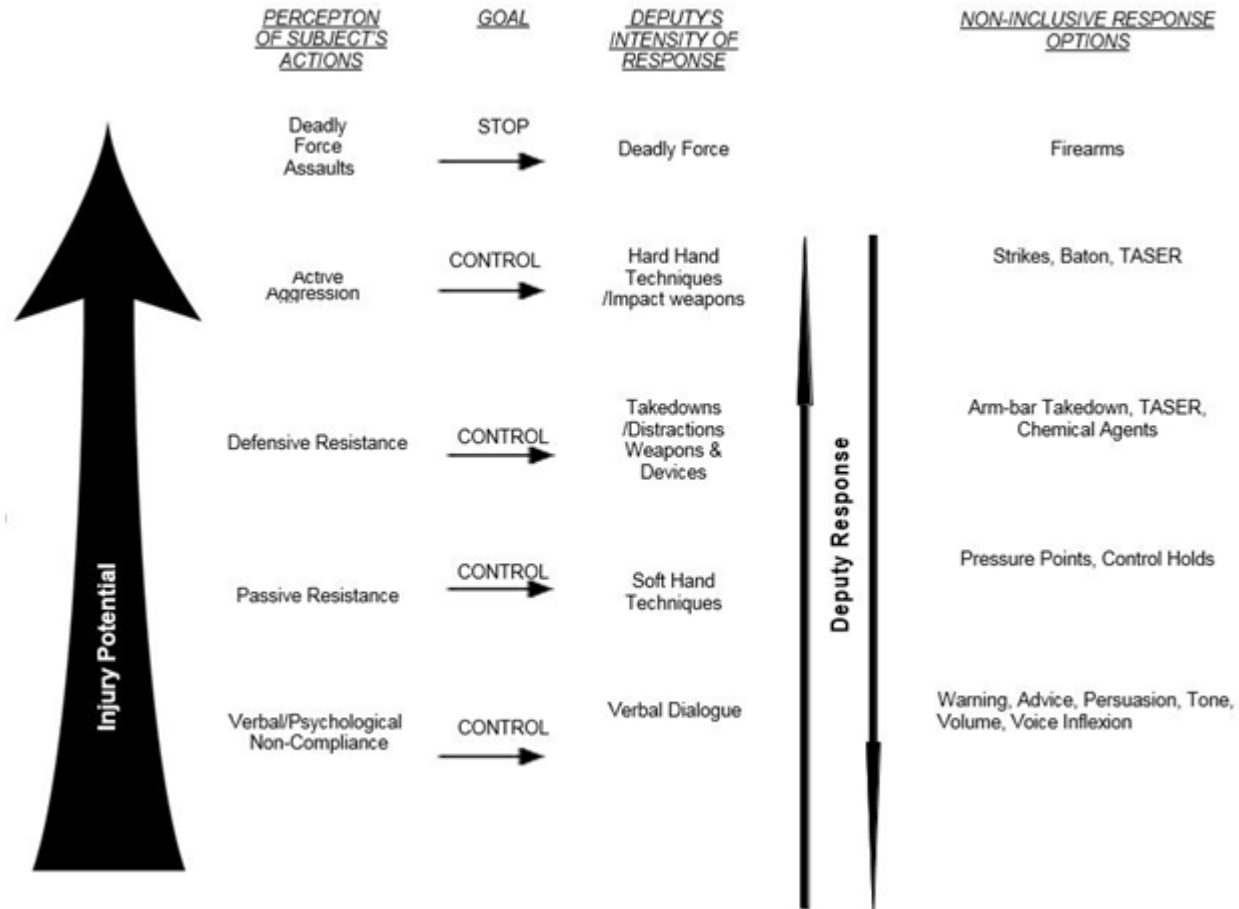 PERCEPTON
OF SUBJECT'S
ACTIONS
GOAL
DEPUTY'S
INTENSITY OF
RESPONSE
NON-INCLUSIVE RESPONSE
OPTIONS
Deadly
Force
Assaults
STOP
Deadly Force
Firearms
Active
Aggression
CONTROL
Hard Hand
Techniques
/Impact weapons
Strikes, Baton, TASER
Defensive Resistance
CONTROL
Takedowns
/Distractions
Weapons &
Devices
Arm-bar Takedown, TASER,
Chemical Agents
Passive Resistance
CONTROL
Soft Hand
Techniques
Pressure Points, Control Holds
Verbal/Psychological
Non-Compliance
CONTROL
Verbal Dialogue
Warning, Advice, Persuasion, Tone,
Volume, Voice Inflexion
Injury Potential
Deputy Response